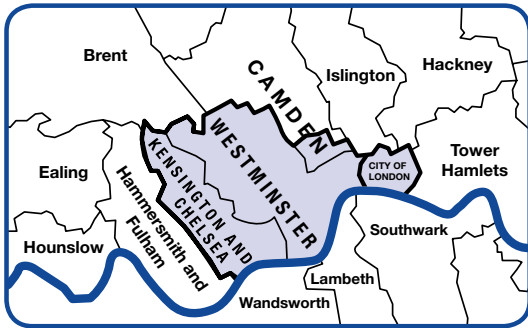 Brent
CAMDEN
Islington
Hackney
Ealing
KENSINGTON AND
CHELSEA
WESTMINSTER
CITY OF
LONDON
Tower
Hamlets
Hammersmith and
Fulham
Hounslow
Southwark
Lambeth
Wandsworth